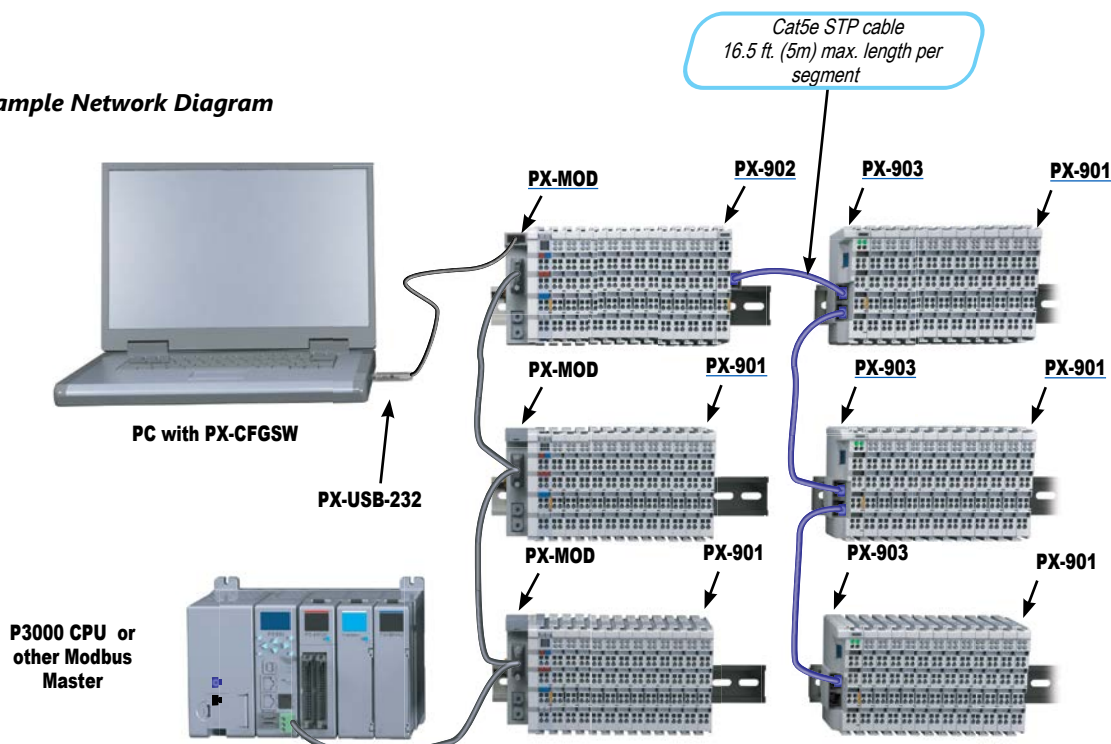 Cat5e STP cable
16.5 ft. (5m) max. length per
segment
ample Network Diagram
PX-MOD
PX-902
PX-903
PX-901
PC with PX-CFGSW
PX-USB-232
PX-MOD
PX-901
PX-903
PX-901
PX-MOD
PX-901
PX-903
PX-901
P3000 CPU or
other Modbus
Master